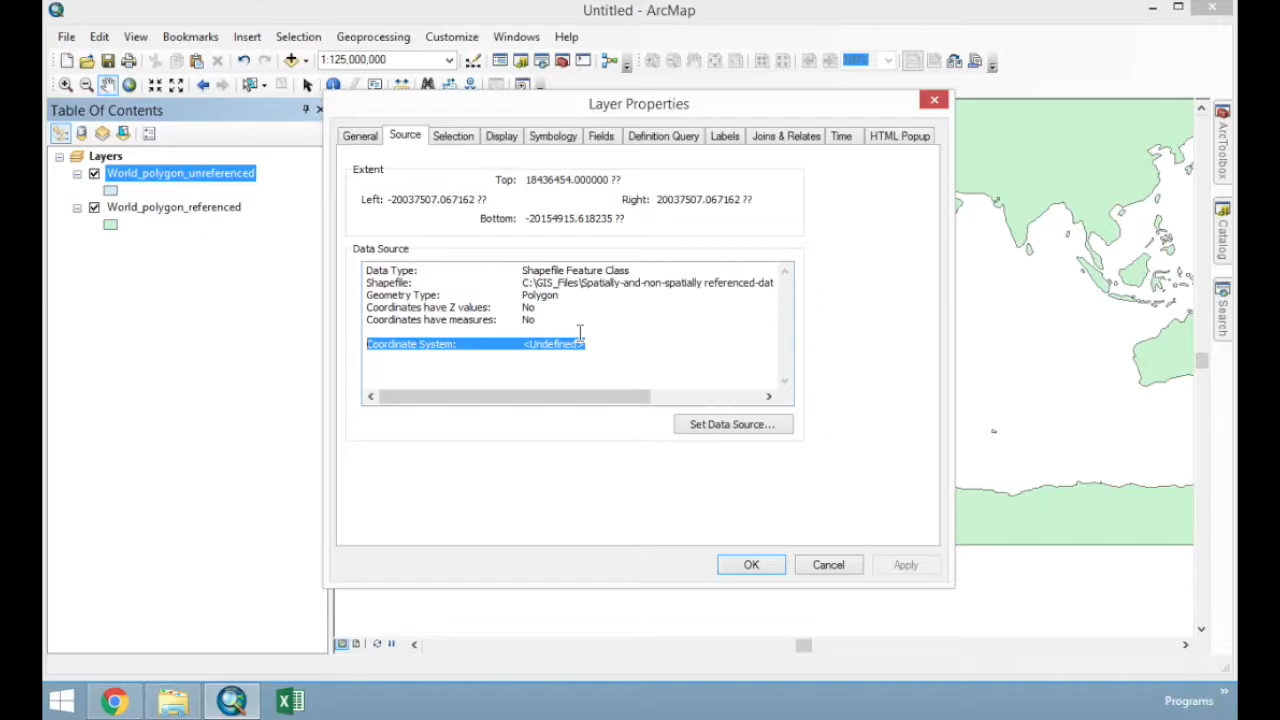 Untitled - ArcMap
File Edit View Bookmarks Insert Selection Geoprocessing Customize Windows Help
1:125,000,000
100%
Table Of Contents
Layers
World_polygon_unreferenced
World_polygon_referenced
Layer Properties
General Source Selection Display Symbology Fields Definition Query Labels Joins & Relates Time HTML Popup
Extent
Top: 18436454.000000 ??
Left: -20037507.067162 ?? Right: 20037507.067162 ??
Bottom: -20154915.618235 ??
Data Source
Data Type: Shapefile Feature Class
Shapefile: C:\GIS_Files\Spatially-and-non-spatially referenced-dat
Geometry Type: Polygon
Coordinates have Z values: No
Coordinates have measures: No
Coordinate System: <Undefined>
Set Data Source...
OK Cancel Apply
ArcToolbox
Catalog
Search
Programs